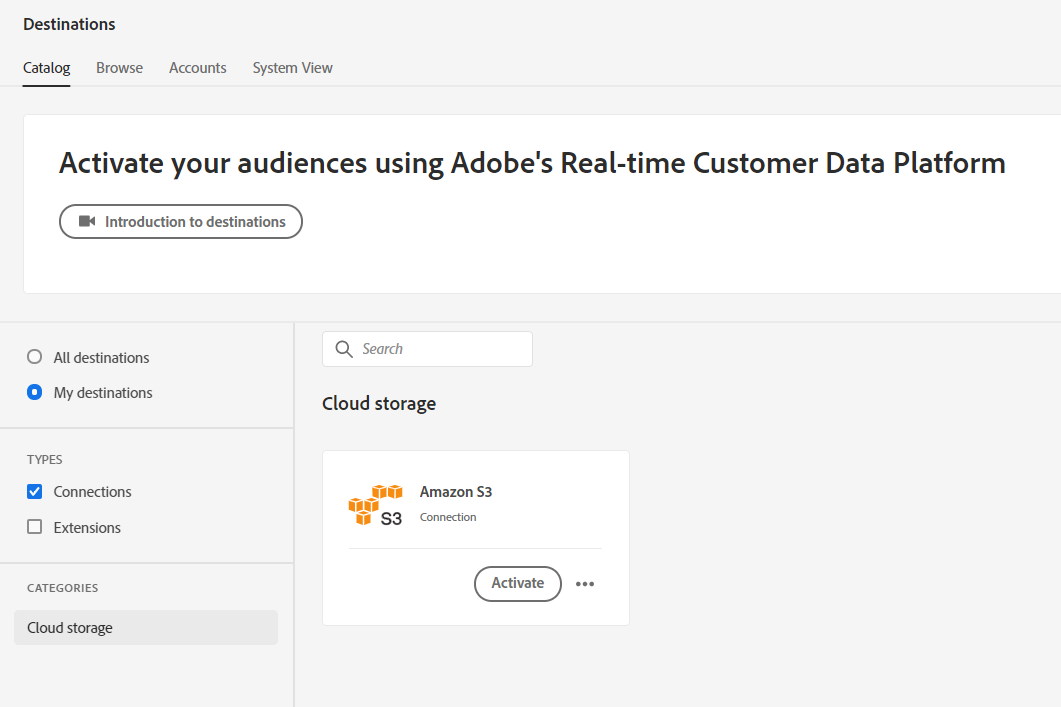 Destinations
Catalog Browse Accounts System View
Activate your audiences using Adobe's Real-time Customer Data Platform
Introduction to destinations
All destinations
My destinations
TYPES
Connections
Extensions
CATEGORIES
Cloud storage
Search
Cloud storage
S3
Amazon S3
Connection
Activate